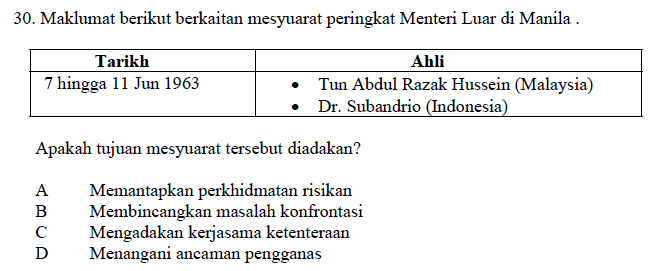 30. Maklumat berikut berkaitan mesyuarat peringkat Menteri Luar di Manila .
Tarikh Ahli
7 hingga 11 Jun 1963 • Tun Abdul Razak Hussein (Malaysia)
• Dr. Subandrio (Indonesia)
Apakah tujuan mesyuarat tersebut diadakan?
A Memantapkan perkhidmatan risikan
B Membincangkan masalah konfrontasi
C Mengadakan kerjasama ketenteraan
D Menangani ancaman pengganas